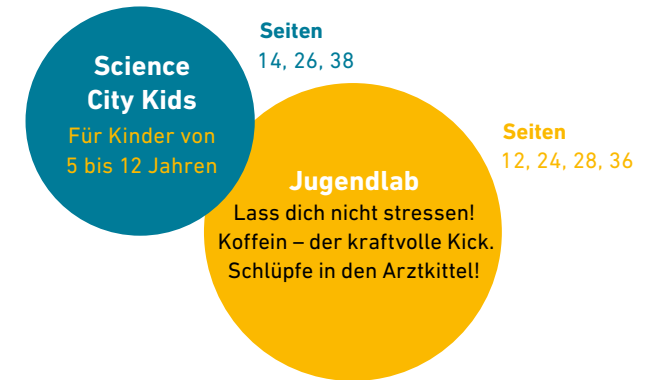 Science
City Kids
Für Kinder von
5 bis 12 Jahren
Seiten
14, 26, 38
Jugendlab
Lass dich nicht stressen!
Koffein – der kraftvolle Kick.
Schlüpfe in den Arztkittel!
Seiten
12, 24, 28, 36